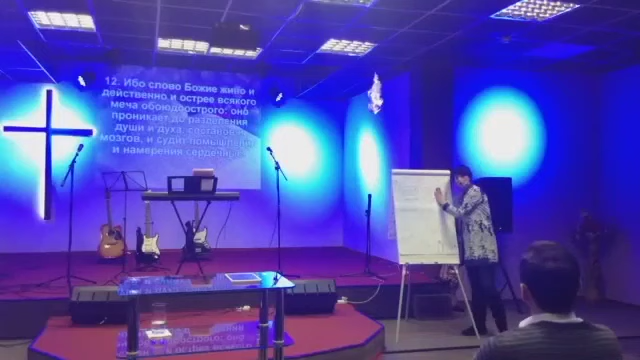 12. Ибо слово Божие живо и
действенно и острее всякого
меча обоюдоострого: оно
проникает до разделения
души и духа, составов и
мозгов, и судит помышления
и намерения сердечные.